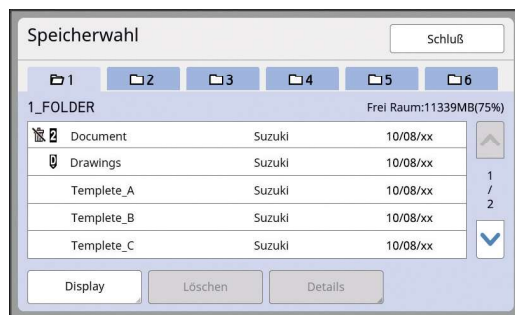 Speicherwahl
Schluß
1 2 3 4 5 6
1_FOLDER Frei Raum:11339MB(75%)
2 Document Suzuki 10/08/xx
Drawings Suzuki 10/08/xx
Templete_A Suzuki 10/08/xx
Templete_B Suzuki 10/08/xx
Templete_C Suzuki 10/08/xx
1
/
2
Display Löschen Details